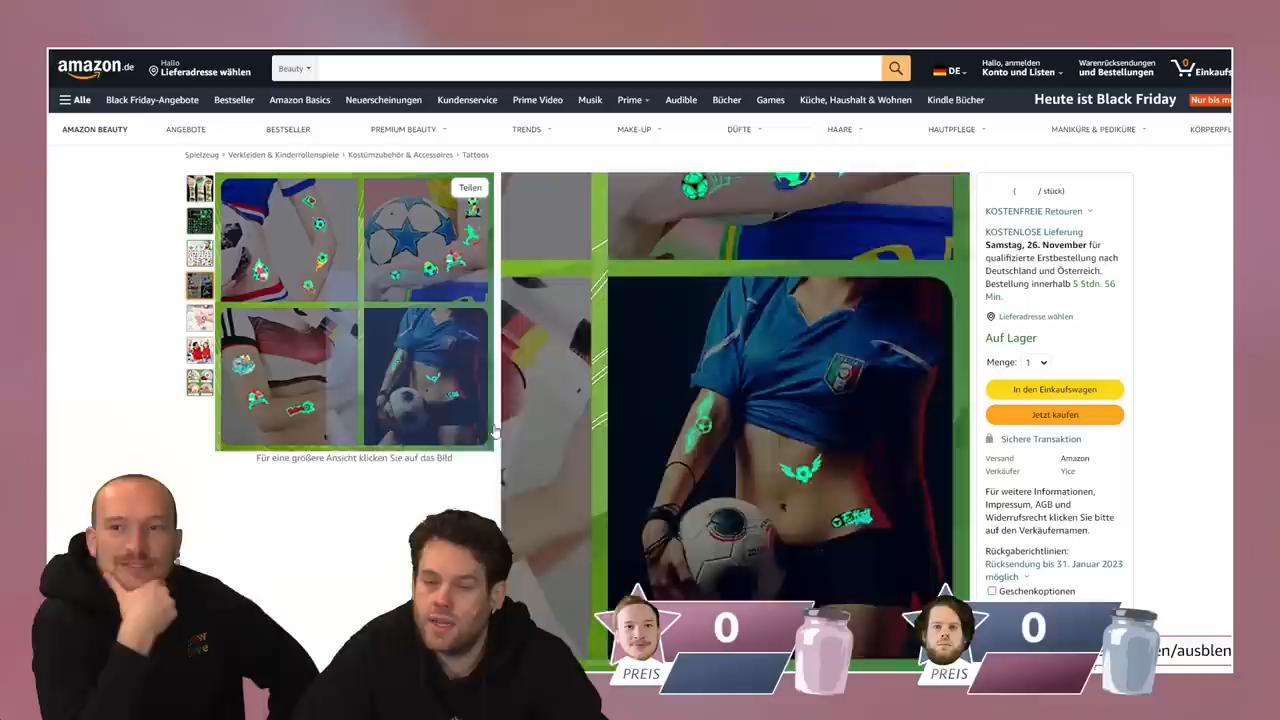 amazon.de
Hallo
Lieferadresse wählen
Beauty
DE
Hallo, anmelden
Konto und Listen
Warenrücksendungen
und Bestellungen
0
Einkaufs
Alle
Black Friday-Angebote
Bestseller
Amazon Basics
Neuerscheinungen
Kundenservice
Prime Video
Musik
Prime
Audible
Bücher
Games
Küche, Haushalt & Wohnen
Kindle Bücher
Heute ist Black Friday
Nur bis
AMAZON BEAUTY
ANGEBOTE
BESTSELLER
PREMIUM BEAUTY
TRENDS
MAKE-UP
DÜFTE
HAARE
HAUTPFLEGE
MANIKÜRE & PEDIKÜRE
KÖRPERPFL
Spielzeug › Verkleiden & Kinderrollenspiele › Kostümzubehör & Accessoires › Tattoos
Teilen
Für eine größere Ansicht klicken Sie auf das Bild
( / stück)
KOSTENFREIE Retouren
KOSTENLOSE Lieferung
Samstag, 26. November für
qualifizierte Erstbestellung nach
Deutschland und Österreich.
Bestellung innerhalb 5 Stdn. 56
Min.
Lieferadresse wählen
Auf Lager
Menge: 1
In den Einkaufswagen
Jetzt kaufen
Sichere Transaktion
Versand Amazon
Verkäufer Yice
Für weitere Informationen,
Impressum, AGB und
Widerrufsrecht klicken Sie bitte
auf den Verkäufernamen.
Rückgaberichtlinien:
Rücksendung bis 31. Januar 2023
möglich
Geschenkoptionen
en/ausblen
0
PREIS
0
PREIS